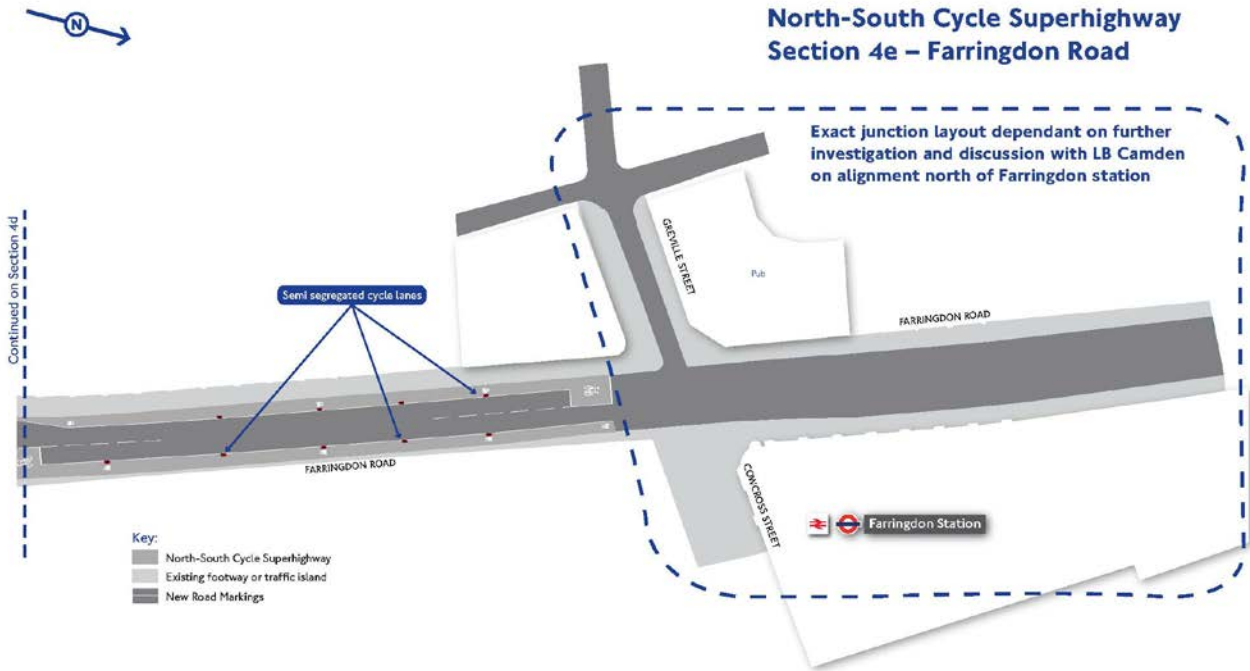 N
North-South Cycle Superhighway
Section 4e – Farringdon Road
Exact junction layout dependant on further
investigation and discussion with LB Camden
on alignment north of Farringdon station
Continued on Section 4d
Semi segregated cycle lanes
GREVILLE STREET
Pub
FARRINGDON ROAD
FARRINGDON ROAD
COWCROSS STREET
Farringdon Station
Key:
North-South Cycle Superhighway
Existing footway or traffic island
New Road Markings